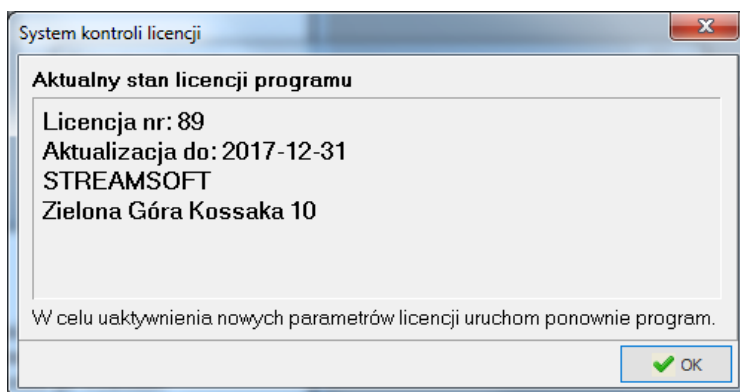 System kontroli licencji
Aktualny stan licencji programu
Licencja nr: 89
Aktualizacja do: 2017-12-31
STREAMSOFT
Zielona Góra Kossaka 10
W celu uaktywnienia nowych parametrów licencji uruchom ponownie program.
OK